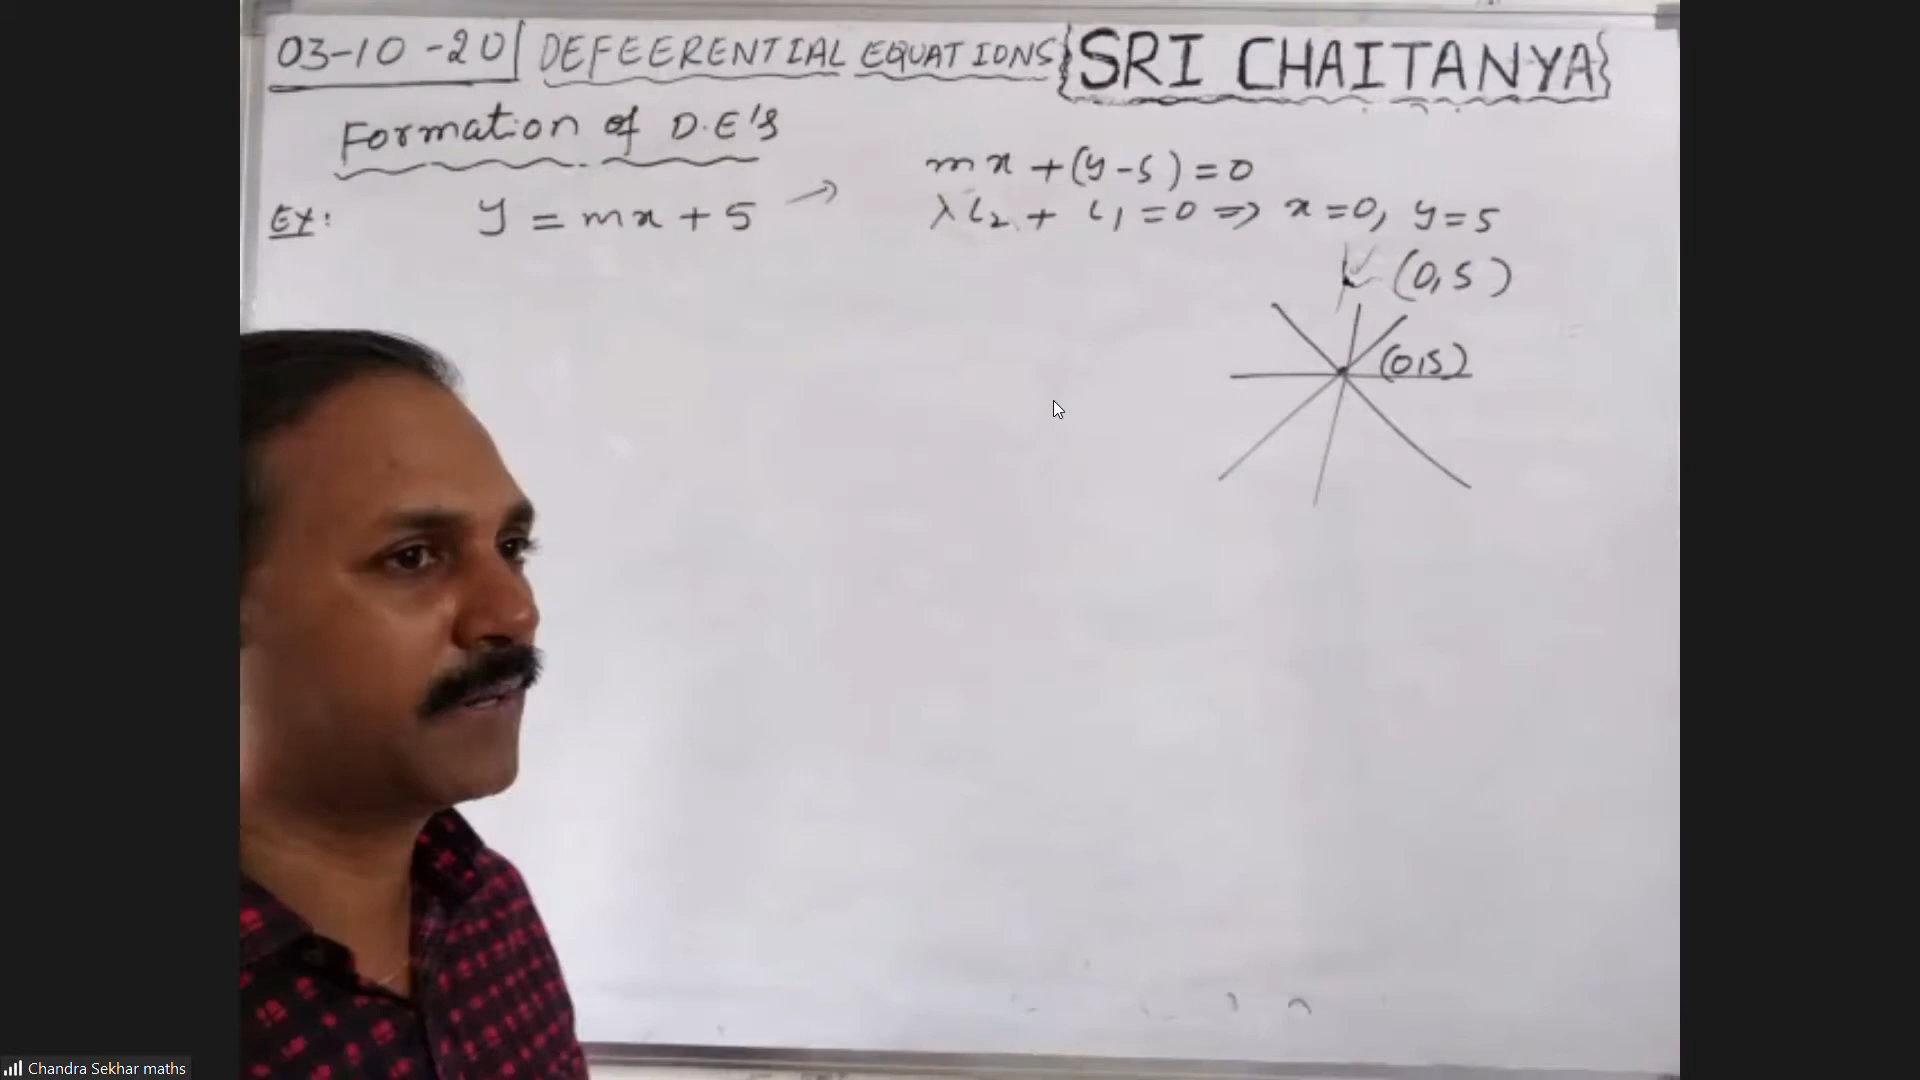 03-10-20| DEFEERENTIAL EQUATIONS {SRI CHAITANYA}
Formation of D.E's
mx + (y-5) = 0
Ex: y = mx + 5 → λL₂ + L₁ = 0 ⇒ x = 0, y = 5
(0, 5)
(0,5)
Chandra Sekhar maths